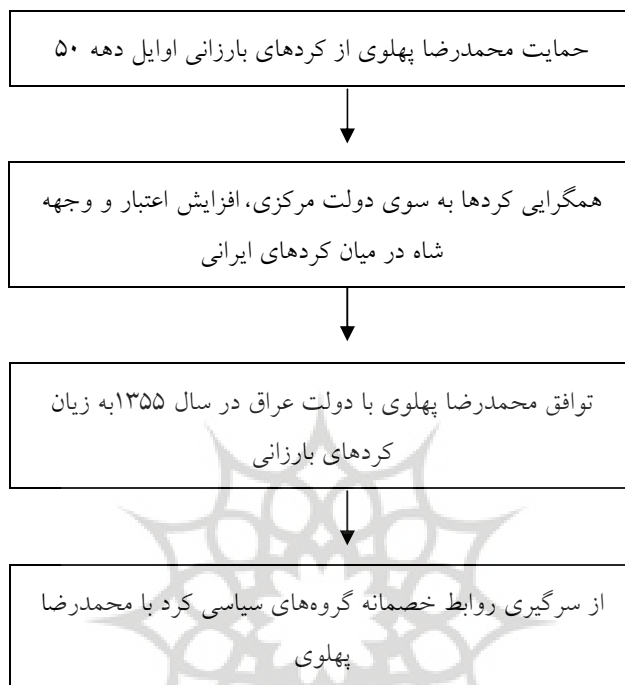 حمایت محمدرضا پهلوی از کردهای بارزانی اوایل دهه ۵۰
همگرایی کردها به سوی دولت مرکزی، افزایش اعتبار و وجهه
شاه در میان کردهای ایرانی
توافق محمدرضا پهلوی با دولت عراق در سال ۱۳۵۵به زیان
کردهای بارزانی
از سرگیری روابط خصمانه گروه‌های سیاسی کرد با محمدرضا
پهلوی